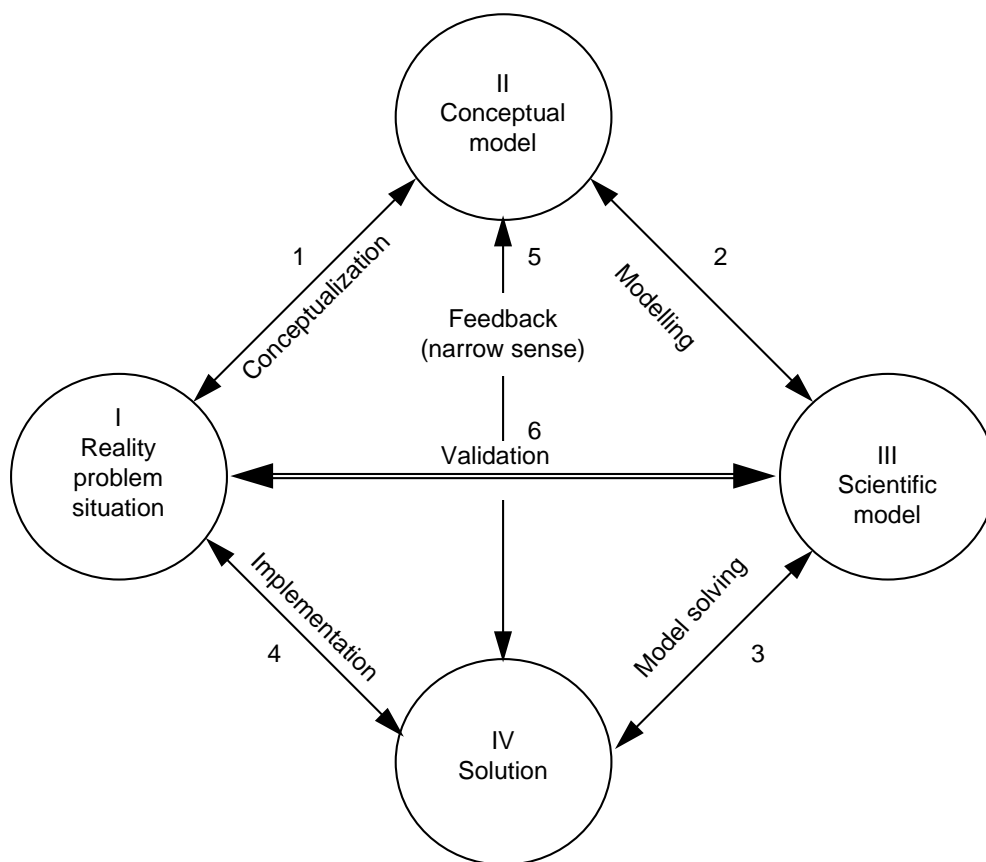 II
Conceptual
model
1
Conceptualization
5
2
Modelling
Feedback
(narrow sense)
I
Reality
problem
situation
6
Validation
III
Scientific
model
Implementation
4
Model solving
3
IV
Solution